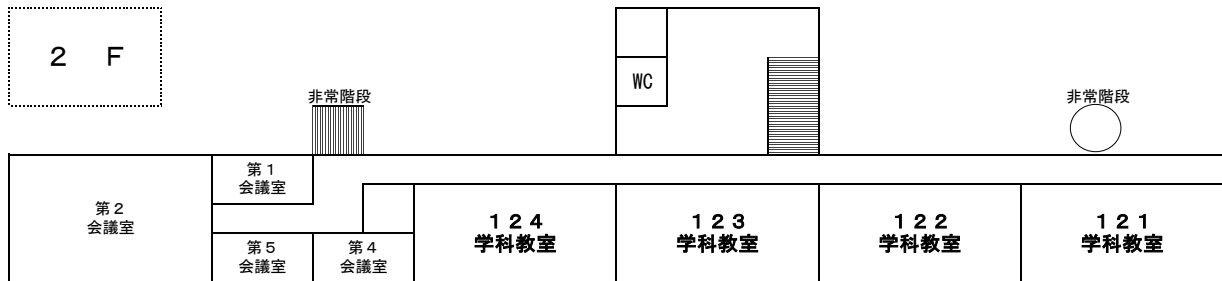 ２ Ｆ
WC
非常階段
非常階段
第１
会議室
第２
会議室
第５
会議室
第４
会議室
１２４
学科教室
１２３
学科教室
１２２
学科教室
１２１
学科教室